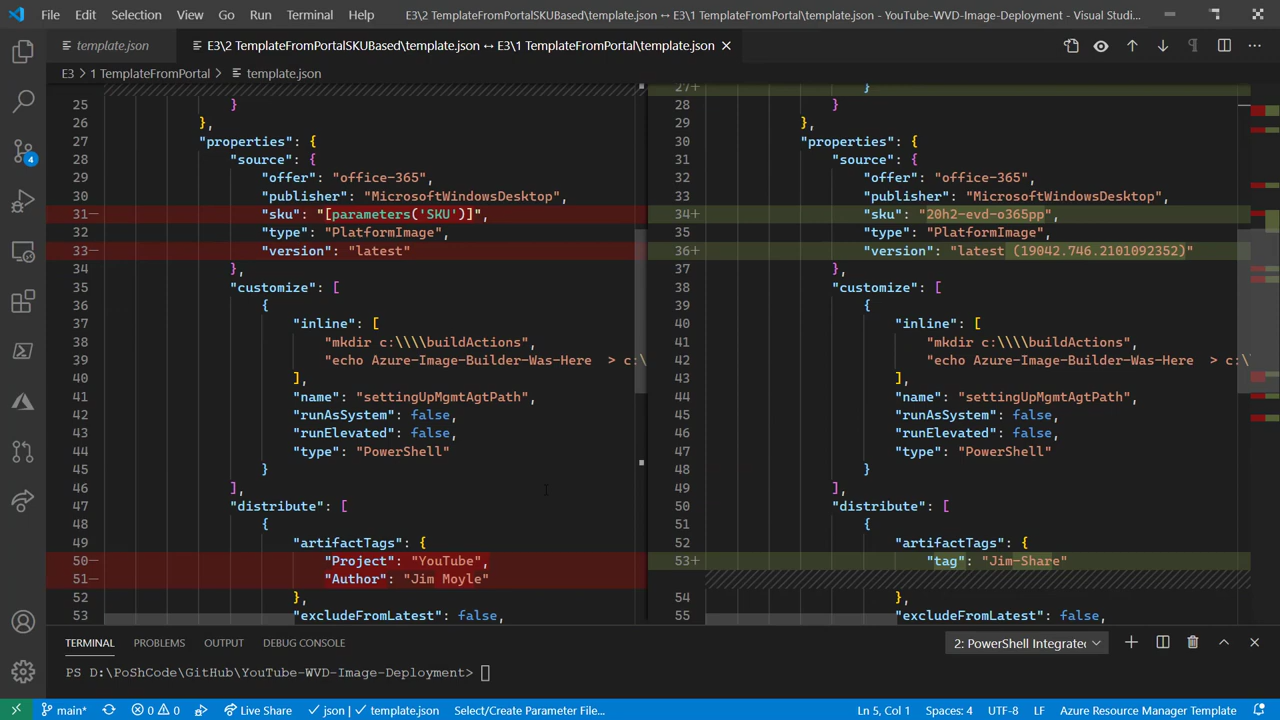 File Edit Selection View Go Run Terminal Help E3\2 TemplateFromPortalSKUBased\template.json ↔ E3\1 TemplateFromPortal\template.json - YouTube-WVD-Image-Deployment - Visual Studi...
template.json E3\2 TemplateFromPortalSKUBased\template.json ↔ E3\1 TemplateFromPortal\template.json
E3 > 1 TemplateFromPortal > template.json
27+ }
25 }
26 },
27 "properties": {
28 "source": {
29 "offer": "office-365",
30 "publisher": "MicrosoftWindowsDesktop",
31— "sku": "[parameters('SKU')]",
32 "type": "PlatformImage",
33— "version": "latest"
34 },
35 "customize": [
36 {
37 "inline": [
38 "mkdir c:\\\\buildActions",
39 "echo Azure-Image-Builder-Was-Here  > c:\
40 ],
41 "name": "settingUpMgmtAgtPath",
42 "runAsSystem": false,
43 "runElevated": false,
44 "type": "PowerShell"
45 }
46 ],
47 "distribute": [
48 {
49 "artifactTags": {
50— "Project": "YouTube",
51— "Author": "Jim Moyle"
52 },
53 "excludeFromLatest": false,
28 }
29 },
30 "properties": {
31 "source": {
32 "offer": "office-365",
33 "publisher": "MicrosoftWindowsDesktop",
34+ "sku": "20h2-evd-o365pp",
35 "type": "PlatformImage",
36+ "version": "latest (19042.746.2101092352)"
37 },
38 "customize": [
39 {
40 "inline": [
41 "mkdir c:\\\\buildActions",
42 "echo Azure-Image-Builder-Was-Here  > c:\
43 ],
44 "name": "settingUpMgmtAgtPath",
45 "runAsSystem": false,
46 "runElevated": false,
47 "type": "PowerShell"
48 }
49 ],
50 "distribute": [
51 {
52 "artifactTags": {
53+ "tag": "Jim-Share"
54 },
55 "excludeFromLatest": false,
4
TERMINAL PROBLEMS OUTPUT DEBUG CONSOLE 2: PowerShell Integrate
PS D:\PoShCode\GitHub\YouTube-WVD-Image-Deployment>
main* 0 0 Live Share json | template.json Select/Create Parameter File... Ln 5, Col 1 Spaces: 4 UTF-8 LF Azure Resource Manager Template